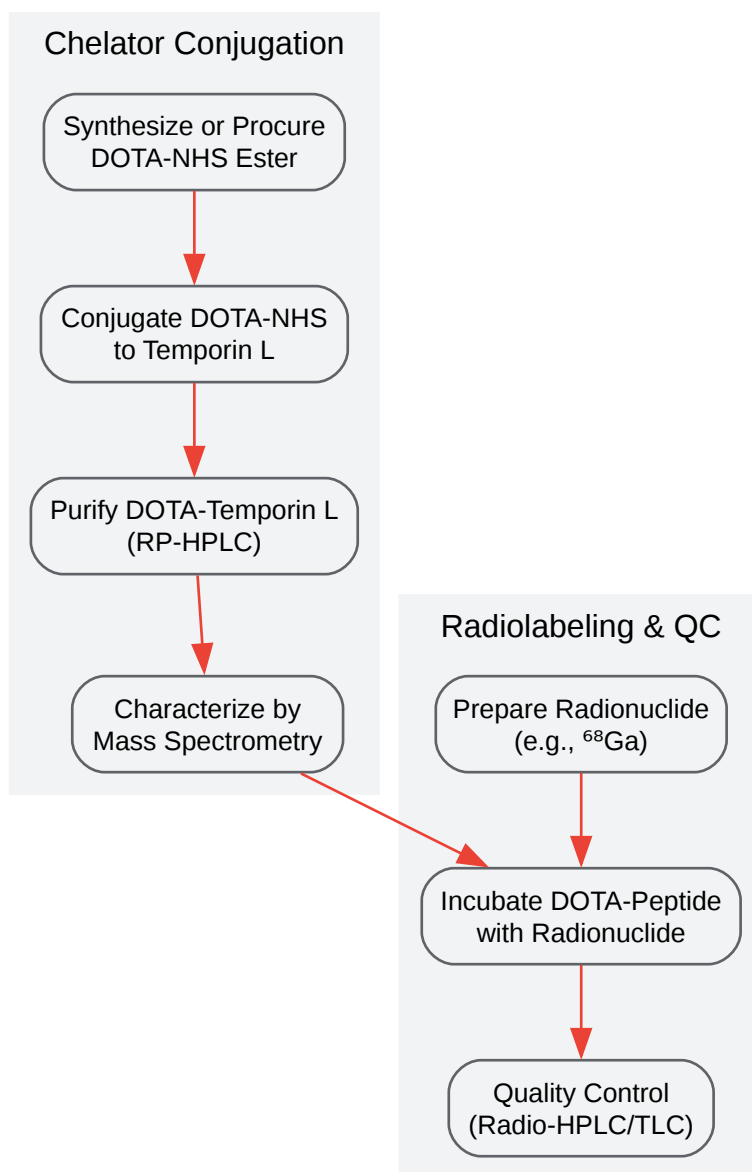 Chelator Conjugation
Synthesize or Procure
DOTA-NHS Ester
Conjugate DOTA-NHS
to Temporin L
Purify DOTA-Temporin L
(RP-HPLC)
Characterize by
Mass Spectrometry
Radiolabeling & QC
Prepare Radionuclide
(e.g., ⁶⁸Ga)
Incubate DOTA-Peptide
with Radionuclide
Quality Control
(Radio-HPLC/TLC)